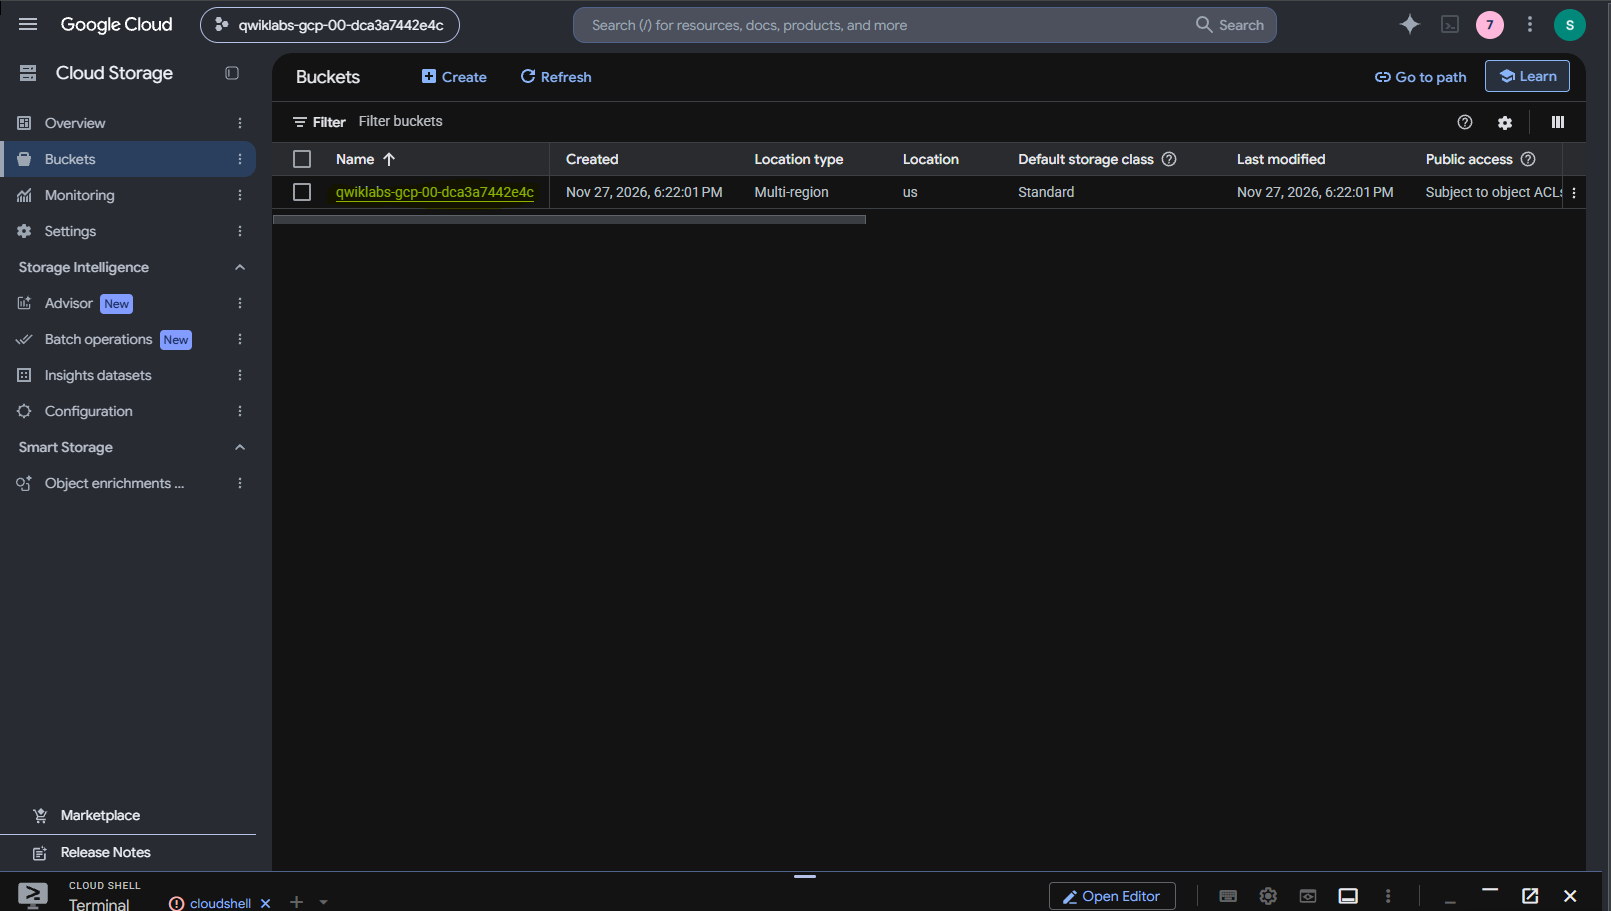 Google Cloud
qwiklabs-gcp-00-dca3a7442e4c
Search (/) for resources, docs, products, and more
Search
7
S
Cloud Storage
Overview
Buckets
Monitoring
Settings
Storage Intelligence
Advisor New
Batch operations New
Insights datasets
Configuration
Smart Storage
Object enrichments ...
Marketplace
Release Notes
Buckets
Create
Refresh
Go to path
Learn
Filter Filter buckets
Name Created Location type Location Default storage class Last modified Public access
qwiklabs-gcp-00-dca3a7442e4c Nov 27, 2026, 6:22:01 PM Multi-region us Standard Nov 27, 2026, 6:22:01 PM Subject to object ACLs
CLOUD SHELL
Terminal
cloudshell
Open Editor